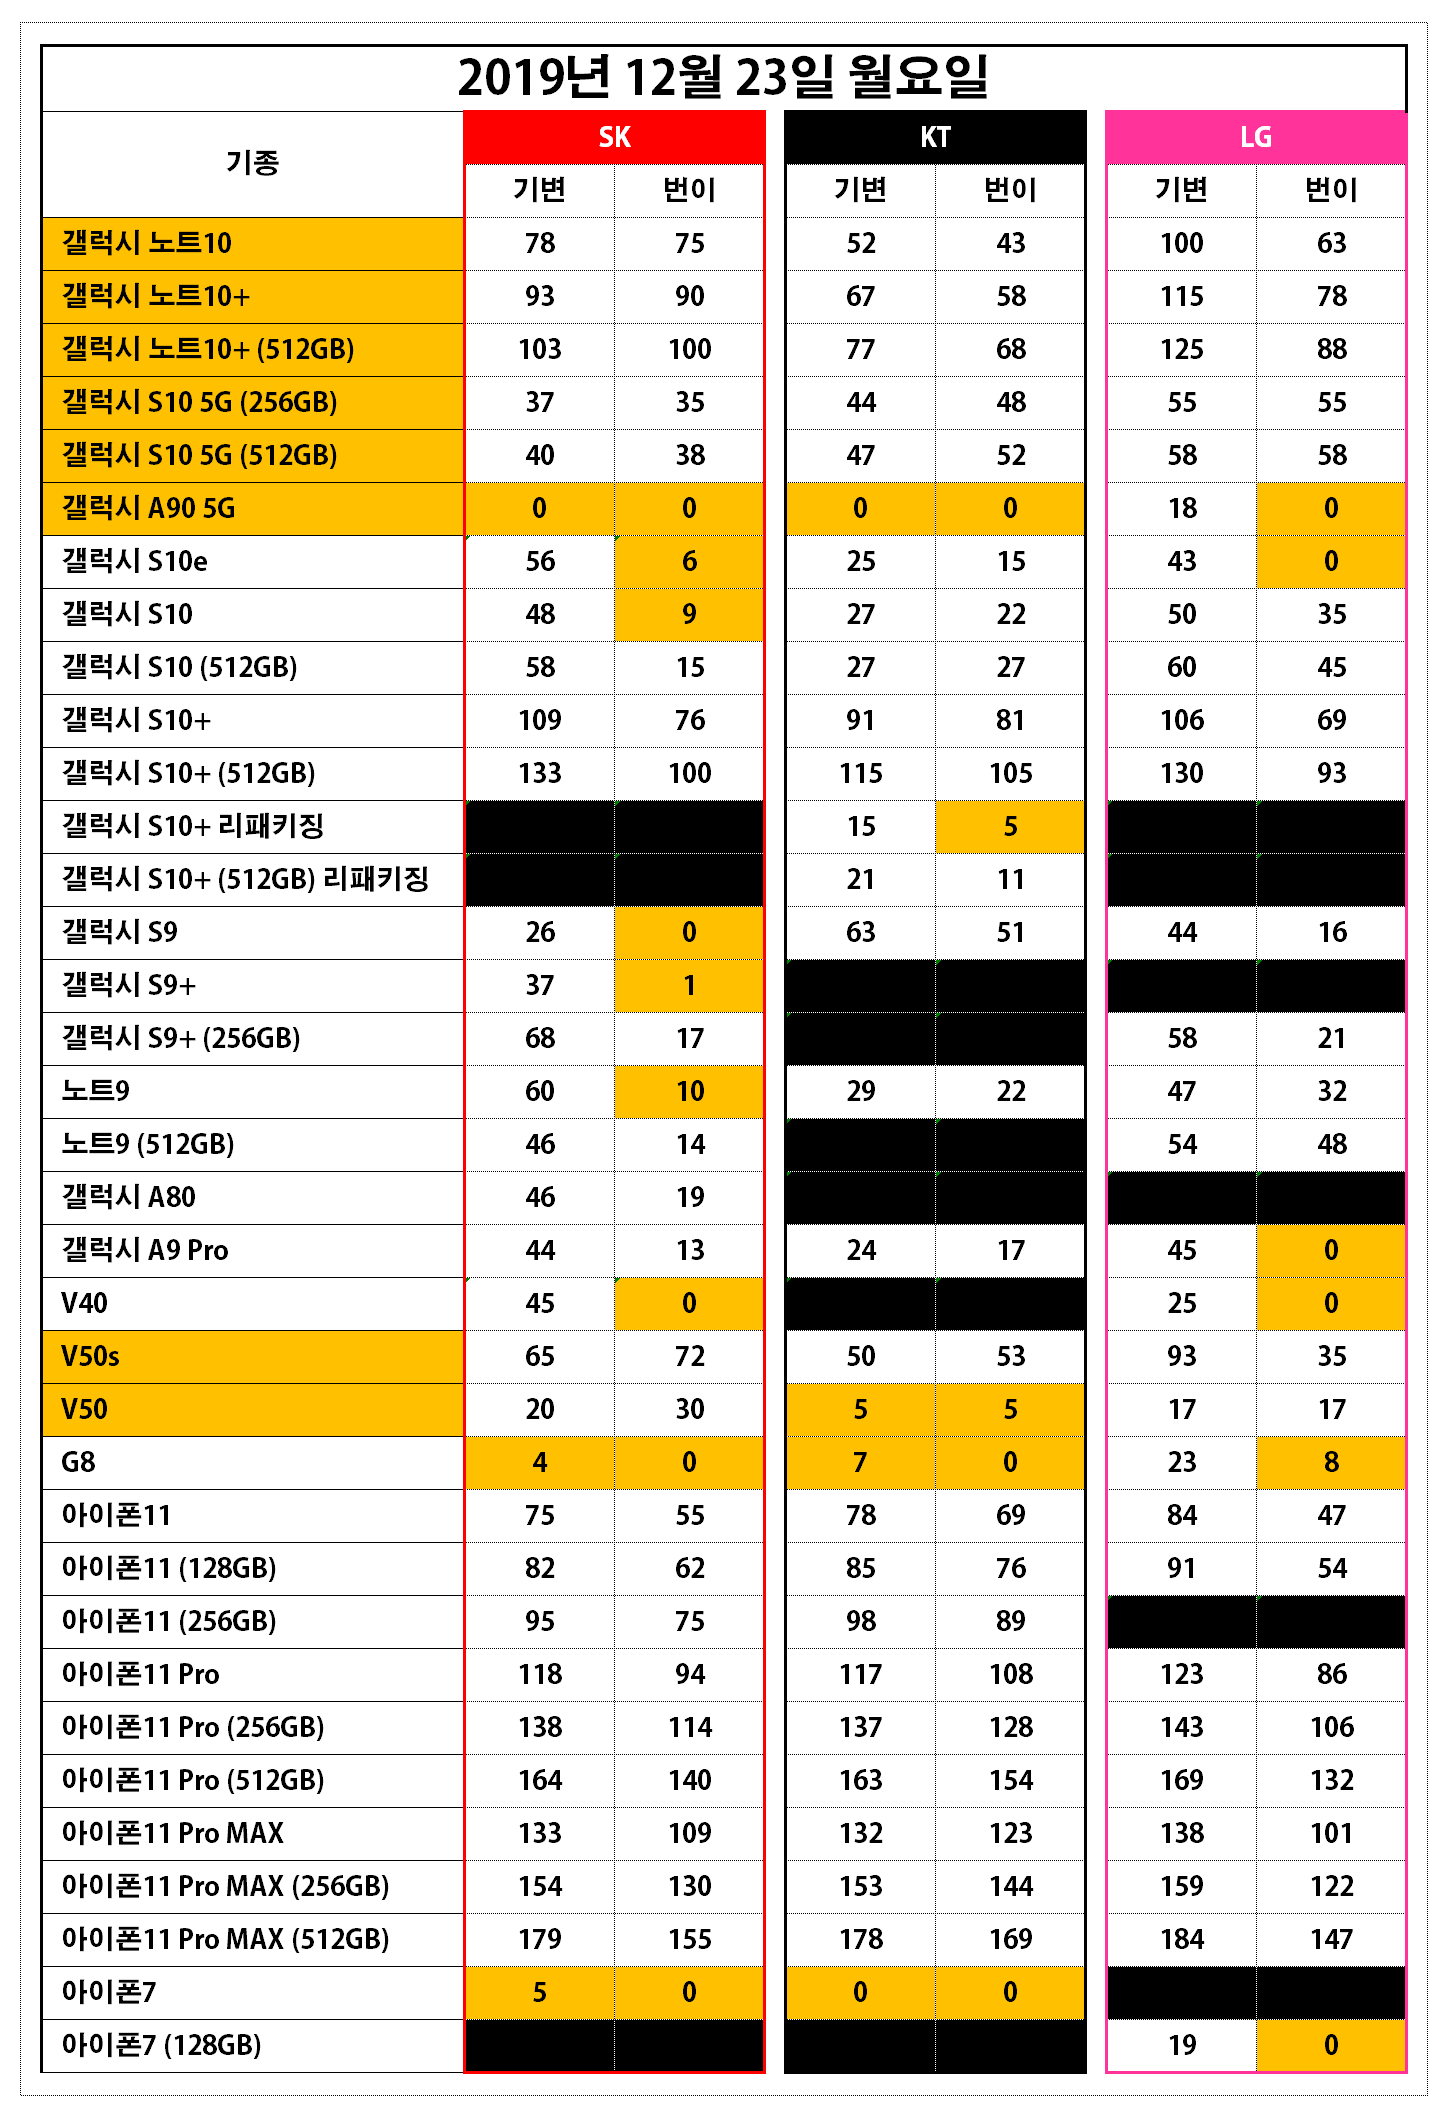 2019년 12월 23일 월요일
기종 SK KT LG
기변 번이 기변 번이 기변 번이
갤럭시 노트10 78 75 52 43 100 63
갤럭시 노트10+ 93 90 67 58 115 78
갤럭시 노트10+ (512GB) 103 100 77 68 125 88
갤럭시 S10 5G (256GB) 37 35 44 48 55 55
갤럭시 S10 5G (512GB) 40 38 47 52 58 58
갤럭시 A90 5G 0 0 0 0 18 0
갤럭시 S10e 56 6 25 15 43 0
갤럭시 S10 48 9 27 22 50 35
갤럭시 S10 (512GB) 58 15 27 27 60 45
갤럭시 S10+ 109 76 91 81 106 69
갤럭시 S10+ (512GB) 133 100 115 105 130 93
갤럭시 S10+ 리패키징 15 5
갤럭시 S10+ (512GB) 리패키징 21 11
갤럭시 S9 26 0 63 51 44 16
갤럭시 S9+ 37 1
갤럭시 S9+ (256GB) 68 17 58 21
노트9 60 10 29 22 47 32
노트9 (512GB) 46 14 54 48
갤럭시 A80 46 19
갤럭시 A9 Pro 44 13 24 17 45 0
V40 45 0 25 0
V50s 65 72 50 53 93 35
V50 20 30 5 5 17 17
G8 4 0 7 0 23 8
아이폰11 75 55 78 69 84 47
아이폰11 (128GB) 82 62 85 76 91 54
아이폰11 (256GB) 95 75 98 89
아이폰11 Pro 118 94 117 108 123 86
아이폰11 Pro (256GB) 138 114 137 128 143 106
아이폰11 Pro (512GB) 164 140 163 154 169 132
아이폰11 Pro MAX 133 109 132 123 138 101
아이폰11 Pro MAX (256GB) 154 130 153 144 159 122
아이폰11 Pro MAX (512GB) 179 155 178 169 184 147
아이폰7 5 0 0 0
아이폰7 (128GB) 19 0